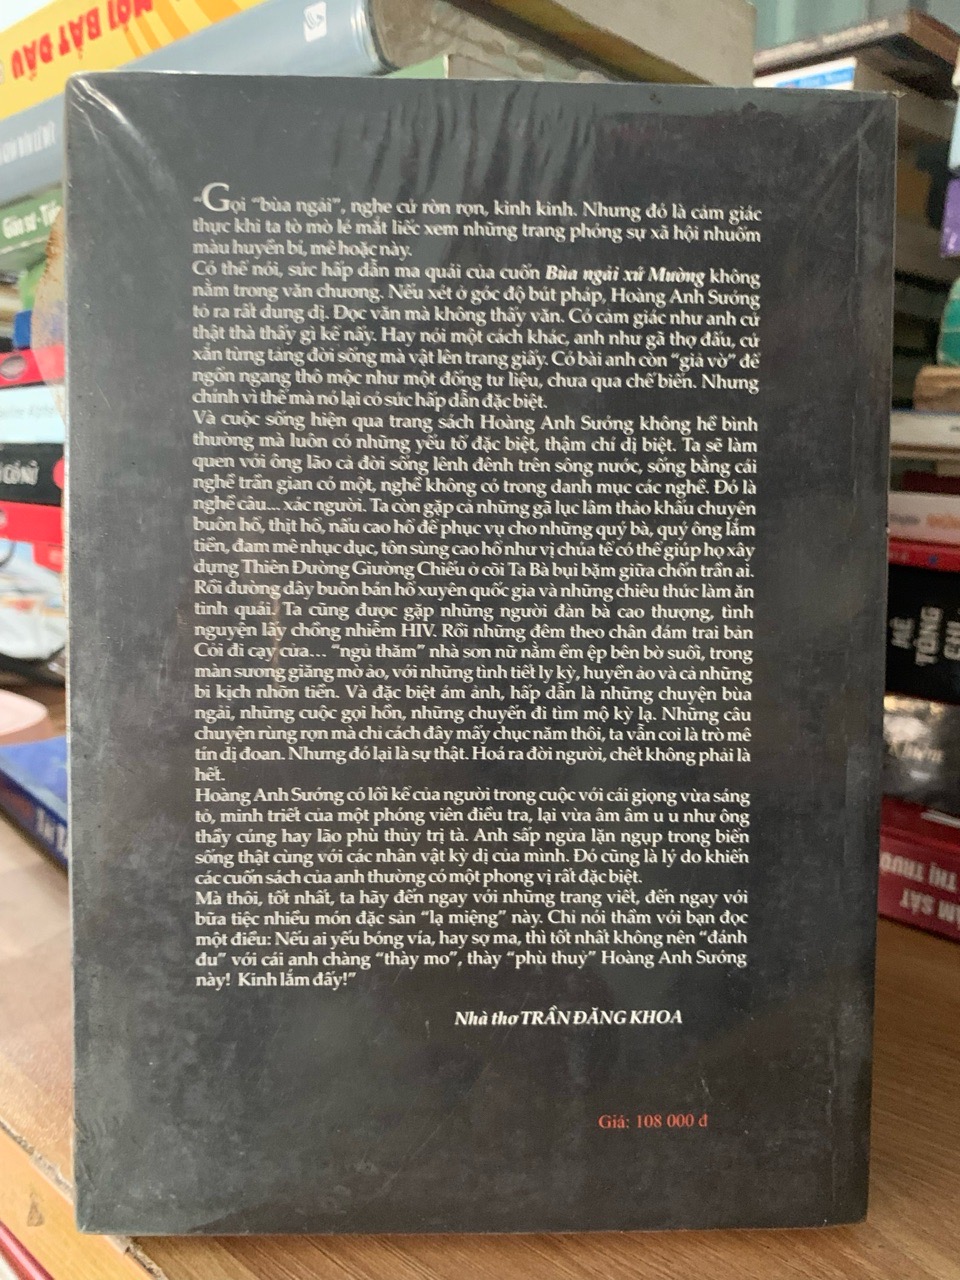 MỚI BẮT ĐẦU
Giáo sư - Tiến
CÔ NỮ
"Gọi "bùa ngải", nghe cứ ròn rọn, kinh kinh. Nhưng đó là cảm giác
thực khi ta tò mò lé mắt liếc xem những trang phóng sự xã hội nhuốm
màu huyền bí, mê hoặc này.
Có thể nói, sức hấp dẫn ma quái của cuốn Bùa ngải xứ Mường không
nằm trong văn chương. Nếu xét ở góc độ bút pháp, Hoàng Anh Sướng
tỏ ra rất dung dị. Đọc văn mà không thấy văn. Có cảm giác như anh cứ
thật thà thấy gì kể nấy. Hay nói một cách khác, anh như gã thợ đấu, cứ
xắn từng tảng đời sống mà vật lên trang giấy. Có bài anh còn "giả vờ" để
ngổn ngang thô mộc như một đống tư liệu, chưa qua chế biến. Nhưng
chính vì thế mà nó lại có sức hấp dẫn đặc biệt.
Và cuộc sống hiện qua trang sách Hoàng Anh Sướng không hề bình
thường mà luôn có những yếu tố đặc biệt, thậm chí dị biệt. Ta sẽ làm
quen với ông lão cả đời sống lênh đênh trên sông nước, sống bằng cái
nghề trần gian có một, nghề không có trong danh mục các nghề. Đó là
nghề câu... xác người. Ta còn gặp cả những gã lục lâm thảo khấu chuyên
buôn hổ, thịt hổ, nấu cao hổ để phục vụ cho những quý bà, quý ông lắm
tiền, đam mê nhục dục, tôn sùng cao hổ như vị chúa tể có thể giúp họ xây
dựng Thiên Đường Giường Chiếu ở cõi Ta Bà bụi bặm giữa chốn trần ai.
Rồi đường dây buôn bán hổ xuyên quốc gia và những chiêu thức làm ăn
tinh quái. Ta cũng được gặp những người đàn bà cao thượng, tình
nguyện lấy chồng nhiễm HIV. Rồi những đêm theo chân đám trai bản
Cỏi đi cạy cửa... "ngủ thăm" nhà sơn nữ nằm êm ệp bên bờ suối, trong
màn sương giăng mờ ảo, với những tình tiết ly kỳ, huyền ảo và cả những
bi kịch nhỡn tiền. Và đặc biệt ám ảnh, hấp dẫn là những chuyện bùa
ngải, những cuộc gọi hồn, những chuyến đi tìm mộ kỳ lạ. Những câu
chuyện rùng rợn mà chỉ cách đây mấy chục năm thôi, ta vẫn coi là trò mê
tín dị đoan. Nhưng đó lại là sự thật. Hoá ra đời người, chết không phải là
hết.
Hoàng Anh Sướng có lối kể của người trong cuộc với cái giọng vừa sáng
tỏ, minh triết của một phóng viên điều tra, lại vừa âm âm u u như ông
thầy cúng hay lão phù thủy trị tà. Anh sấp ngửa lặn ngụp trong biển
sống thật cùng với các nhân vật kỳ dị của mình. Đó cũng là lý do khiến
các cuốn sách của anh thường có một phong vị rất đặc biệt.
Mà thôi, tốt nhất, ta hãy đến ngay với những trang viết, đến ngay với
bữa tiệc nhiều món đặc sản "lạ miệng" này. Chỉ nói thầm với bạn đọc
một điều: Nếu ai yếu bóng vía, hay sợ ma, thì tốt nhất không nên "đánh
đu" với cái anh chàng "thày mo", thày "phù thuỷ" Hoàng Anh Sướng
này! Kinh lắm đấy!"
Nhà thơ TRẦN ĐĂNG KHOA
Giá: 108 000 đ